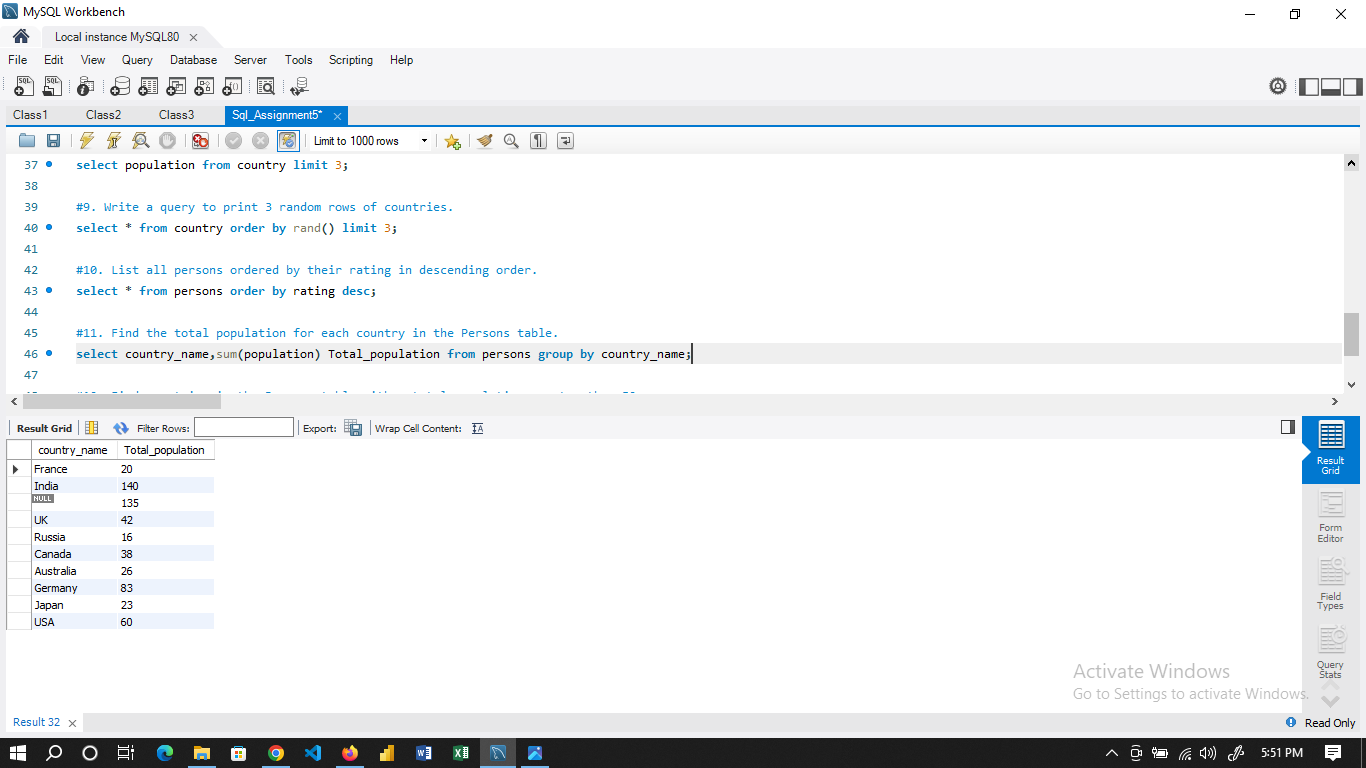 MySQL Workbench
Local instance MySQL80
File Edit View Query Database Server Tools Scripting Help
Class1 Class2 Class3 Sql_Assignment5*
Limit to 1000 rows
37 select population from country limit 3;
38
39 #9. Write a query to print 3 random rows of countries.
40 select * from country order by rand() limit 3;
41
42 #10. List all persons ordered by their rating in descending order.
43 select * from persons order by rating desc;
44
45 #11. Find the total population for each country in the Persons table.
46 select country_name,sum(population) Total_population from persons group by country_name;
47
Result Grid Filter Rows: Export: Wrap Cell Content:
country_name Total_population
France 20
India 140
NULL 135
UK 42
Russia 16
Canada 38
Australia 26
Germany 83
Japan 23
USA 60
Result Grid
Form Editor
Field Types
Query Stats
Activate Windows
Go to Settings to activate Windows.
Result 32
Read Only
5:51 PM